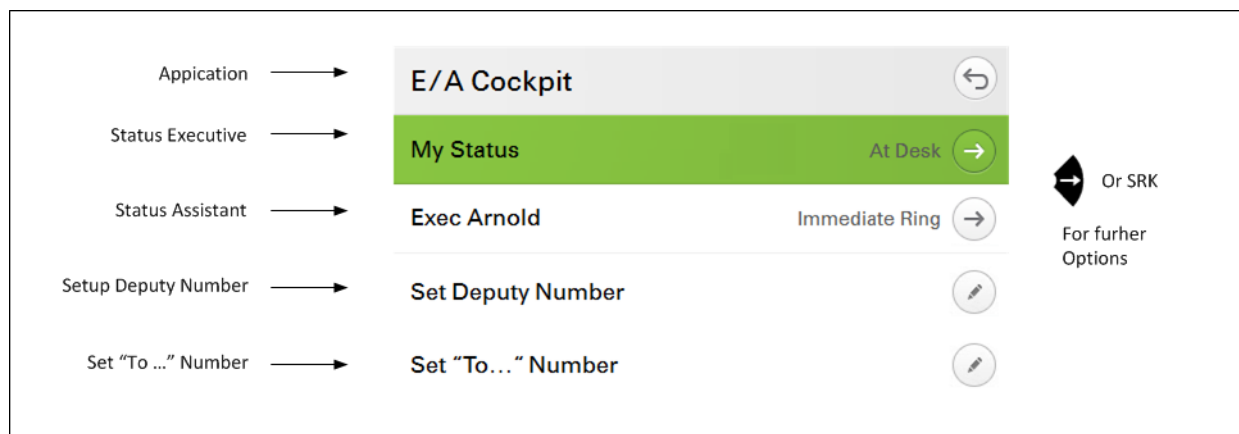 Appication
E/A Cockpit
Status Executive
My Status At Desk
Or SRK
Status Assistant
Exec Arnold Immediate Ring
For furher
Options
Setup Deputy Number
Set Deputy Number
Set “To ...” Number
Set “To...“ Number